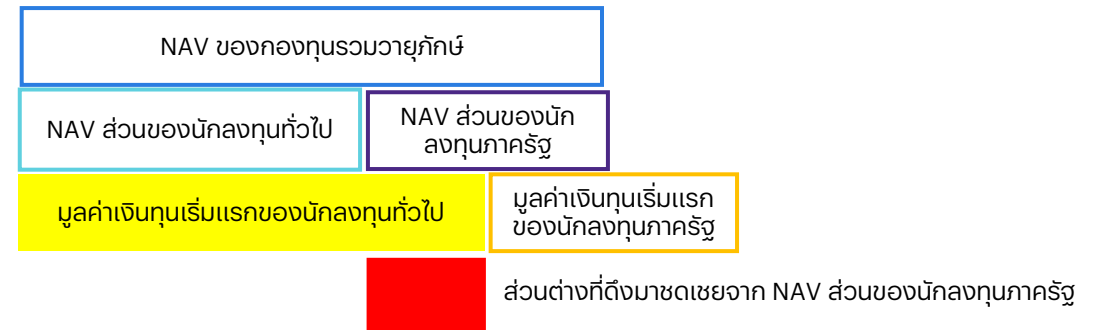 NAV ของกองทุนรวมวายุภักษ์
NAV ส่วนของนักลงทุนทั่วไป
NAV ส่วนของนัก
ลงทุนภาครัฐ
มูลค่าเงินทุนเริ่มแรกของนักลงทุนทั่วไป
มูลค่าเงินทุนเริ่มแรก
ของนักลงทุนภาครัฐ
ส่วนต่างที่ดึงมาชดเชยจาก NAV ส่วนของนักลงทุนภาครัฐ